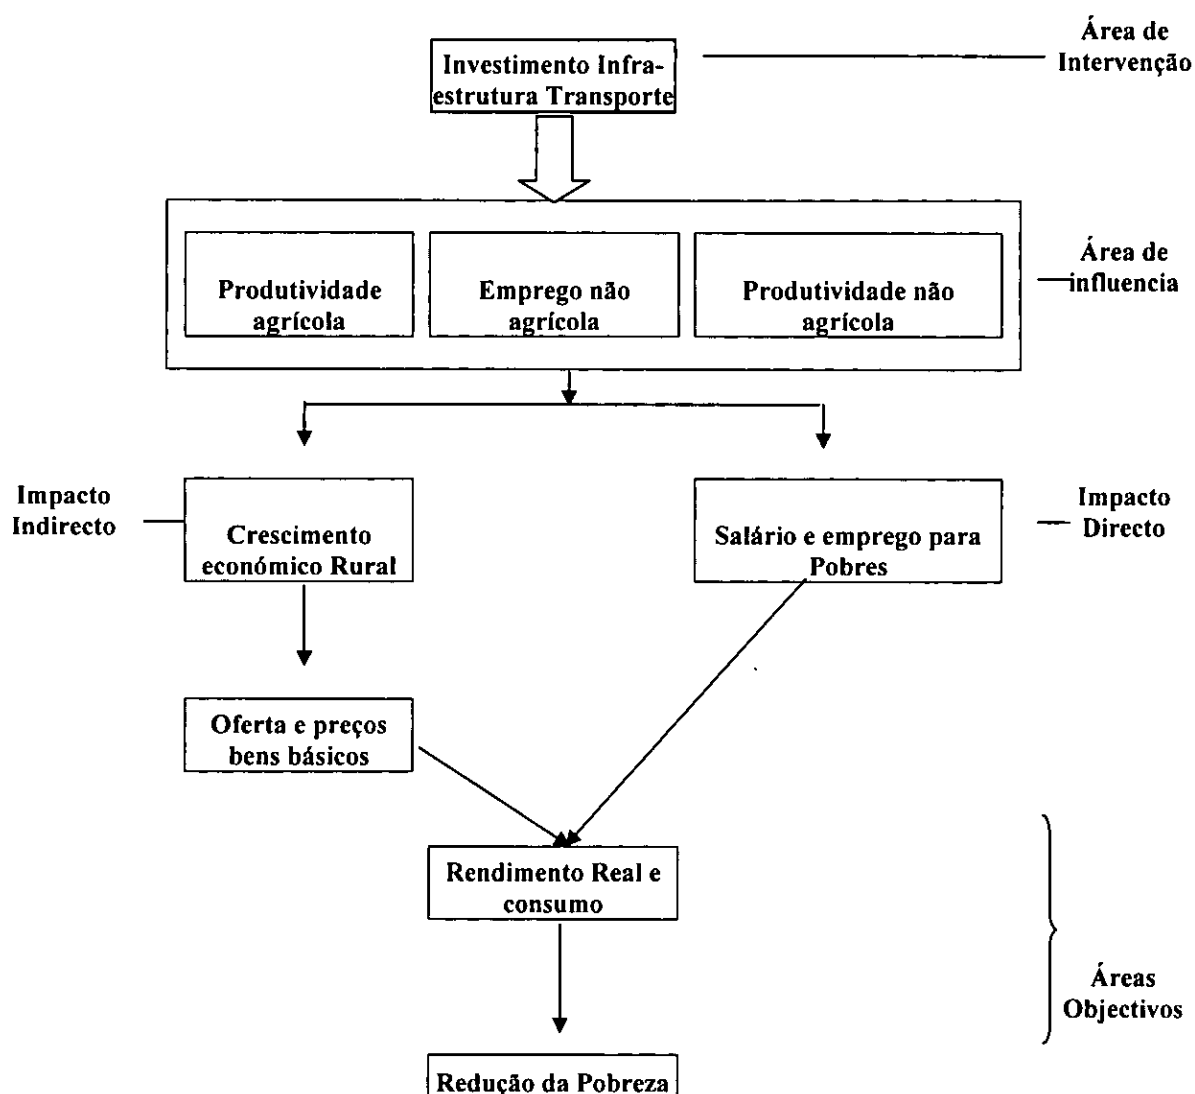 Área de
Intervenção
Investimento Infra-
estrutura Transporte
Produtividade
agrícola
Emprego não
agrícola
Produtividade não
agrícola
Área de
influencia
Impacto
Indirecto
Crescimento
económico Rural
Salário e emprego para
Pobres
Impacto
Directo
Oferta e preços
bens básicos
Rendimento Real e
consumo
Áreas
Objectivos
Redução da Pobreza